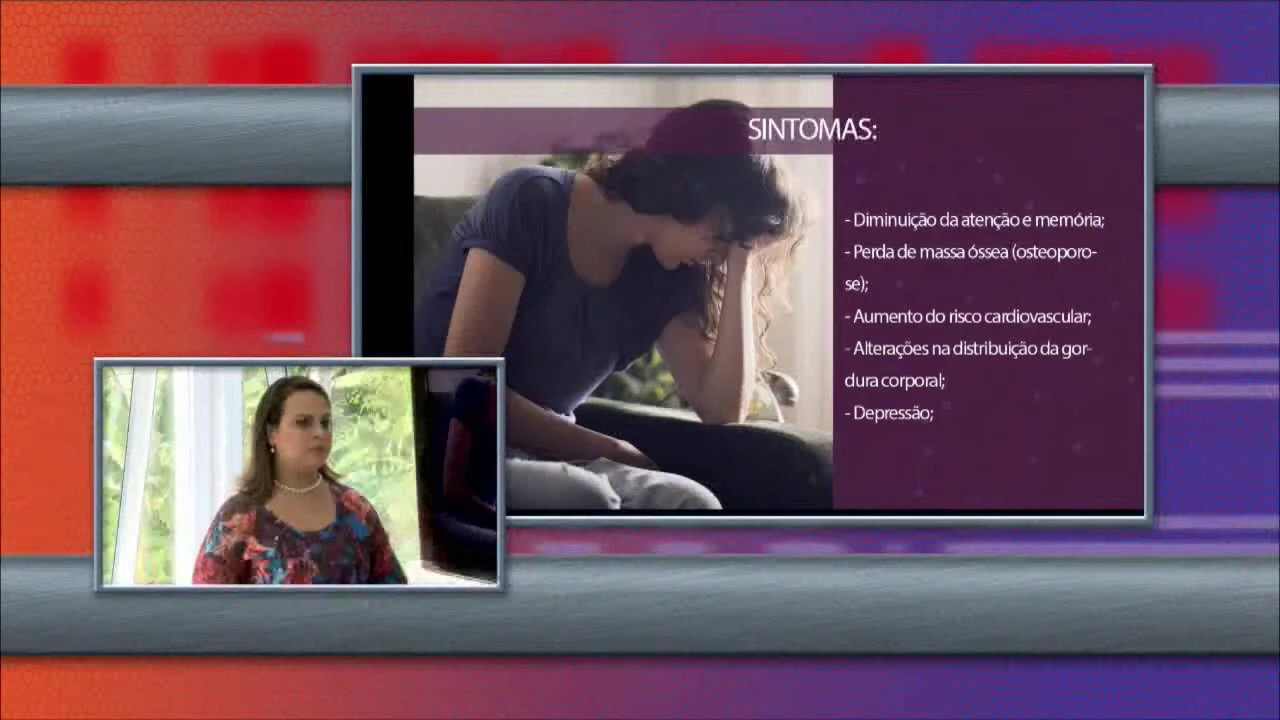 SINTOMAS:
- Diminuição da atenção e memória;
- Perda de massa óssea (osteoporo-
se);
- Aumento do risco cardiovascular;
- Alterações na distribuição da gor-
dura corporal;
- Depressão;